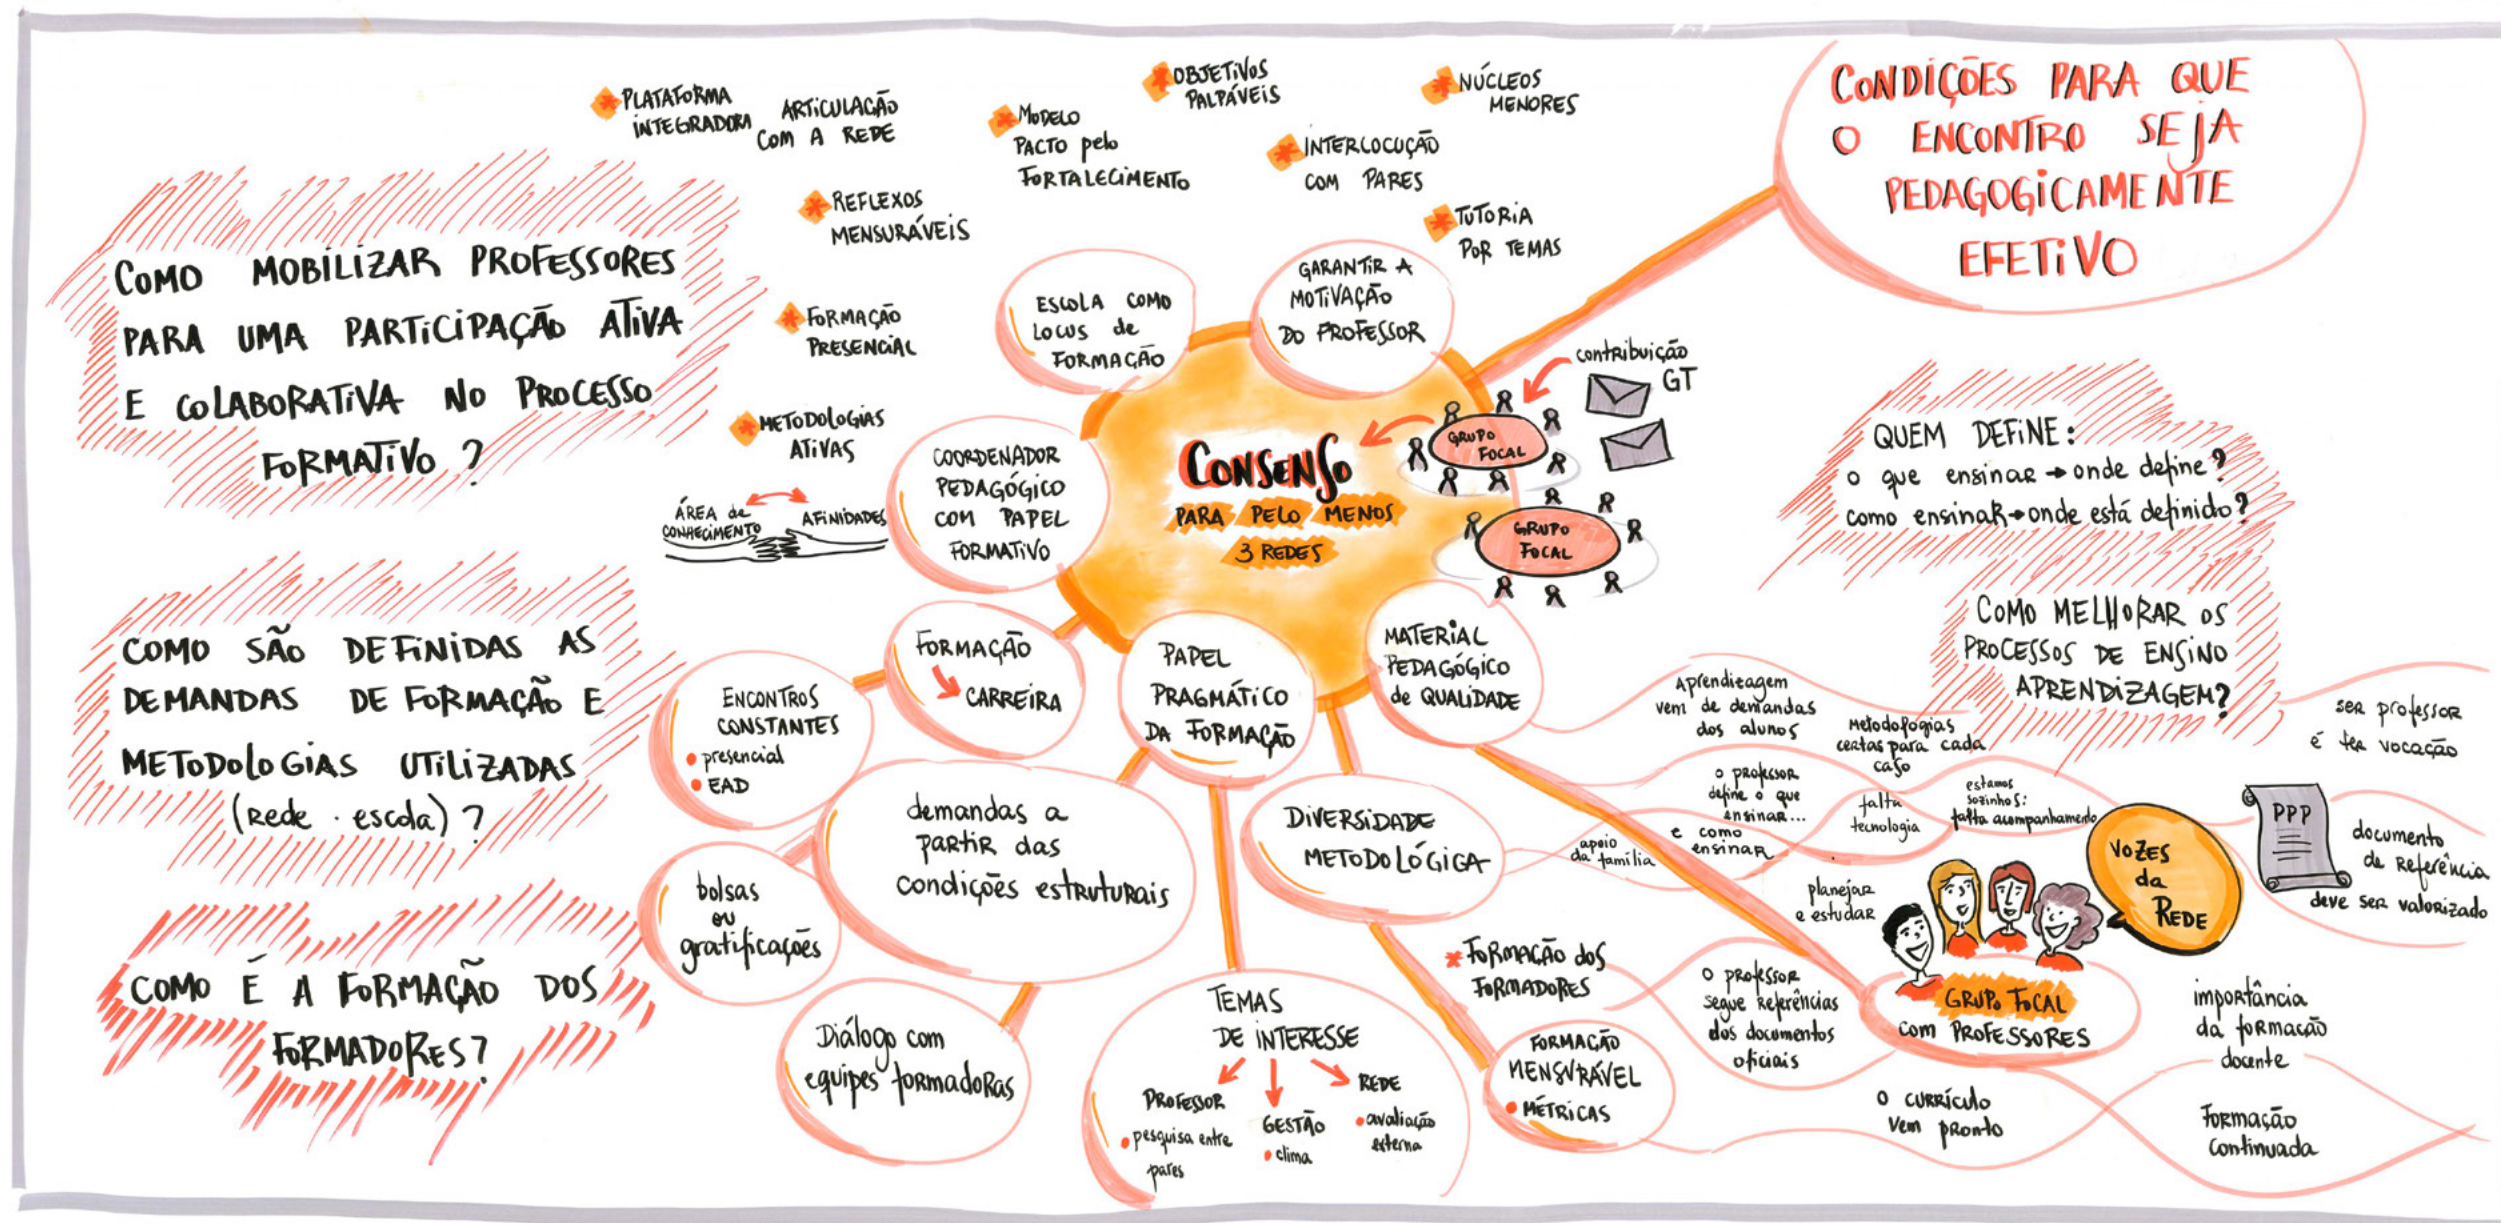 COMO MOBILIZAR PROFESSORES
PARA UMA PARTICIPAÇÃO ATIVA
E COLABORATIVA NO PROCESSO
FORMATIVO?
COMO SÃO DEFINIDAS AS
DEMANDAS DE FORMAÇÃO E
METODOLOGIAS UTILIZADAS
(Rede . escola)?
COMO É A FORMAÇÃO DOS
FORMADORES?
* PLATAFORMA
INTEGRADORA
ARTICULAÇÃO
COM A REDE
* REFLEXOS
MENSURÁVEIS
* FORMAÇÃO
PRESENCIAL
* METODOLOGIAS
ATIVAS
ÁREA de
CONHECIMENTO
AFINIDADES
* MODELO
PACTO pelo
FORTALECIMENTO
* OBJETIVOS
PALPÁVEIS
* INTERLOCUÇÃO
COM PARES
* NÚCLEOS
MENORES
* TUTORIA
POR TEMAS
CONDIÇÕES PARA QUE
O ENCONTRO SEJA
PEDAGOGICAMENTE
EFETIVO
ESCOLA COMO
LOCUS de
FORMAÇÃO
GARANTIR A
MOTIVAÇÃO
DO PROFESSOR
COORDENADOR
PEDAGÓGICO
COM PAPEL
FORMATIVO
CONSENSO
PARA PELO MENOS
3 REDES
contribuição
GT
GRUPO
FOCAL
GRUPO
FOCAL
FORMAÇÃO
CARREIRA
PAPEL
PRAGMÁTICO
DA FORMAÇÃO
MATERIAL
PEDAGÓGICO
de QUALIDADE
ENCONTROS
CONSTANTES
• presencial
• EAD
demandas a
partir das
condições estruturais
bolsas
ou
gratificações
Diálogo com
equipes formadoras
DIVERSIDADE
METODOLÓGICA
TEMAS
DE INTERESSE
PROFESSOR
• pesquisa entre
pares
GESTÃO
• clima
REDE
• avaliação
externa
* FORMAÇÃO dos
FORMADORES
FORMAÇÃO
MENSURÁVEL
• MÉTRICAS
QUEM DEFINE:
o que ensinar → onde define?
como ensinar → onde está definido?
COMO MELHORAR OS
PROCESSOS DE ENSINO
APRENDIZAGEM?
Aprendizagem
vem de demandas
dos alunos
Metodologias
certas para cada
caso
o professor
define o que
ensinar...
e como
ensinar
apoio
da família
falta
tecnologia
estamos
sozinhos:
falta acompanhamento
planejar
e estudar
VOZES
da
REDE
GRUPO FOCAL
com PROFESSORES
o professor
segue referências
dos documentos
oficiais
o currículo
vem pronto
ser professor
é ter vocação
PPP
documento
de Referência
deve ser valorizado
importância
da formação
docente
Formação
Continuada